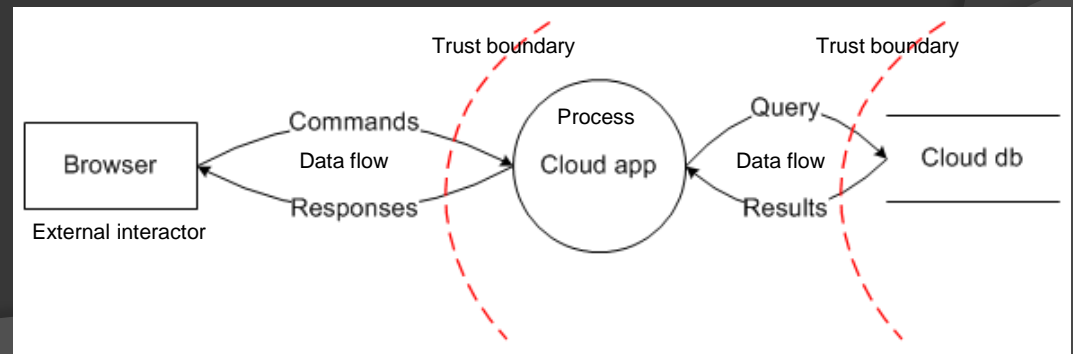 Trust boundary
Trust boundary
Commands
Process
Query
Browser
Data flow
Cloud app
Data flow
Cloud db
Responses
Results
External interactor